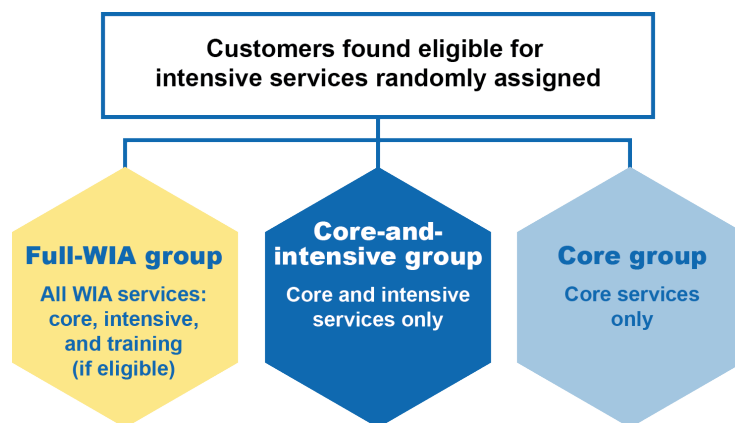 Customers found eligible for
intensive services randomly assigned
Full-WIA group
All WIA services:
core, intensive,
and training
(if eligible)
Core-and-
intensive group
Core and intensive
services only
Core group
Core services
only